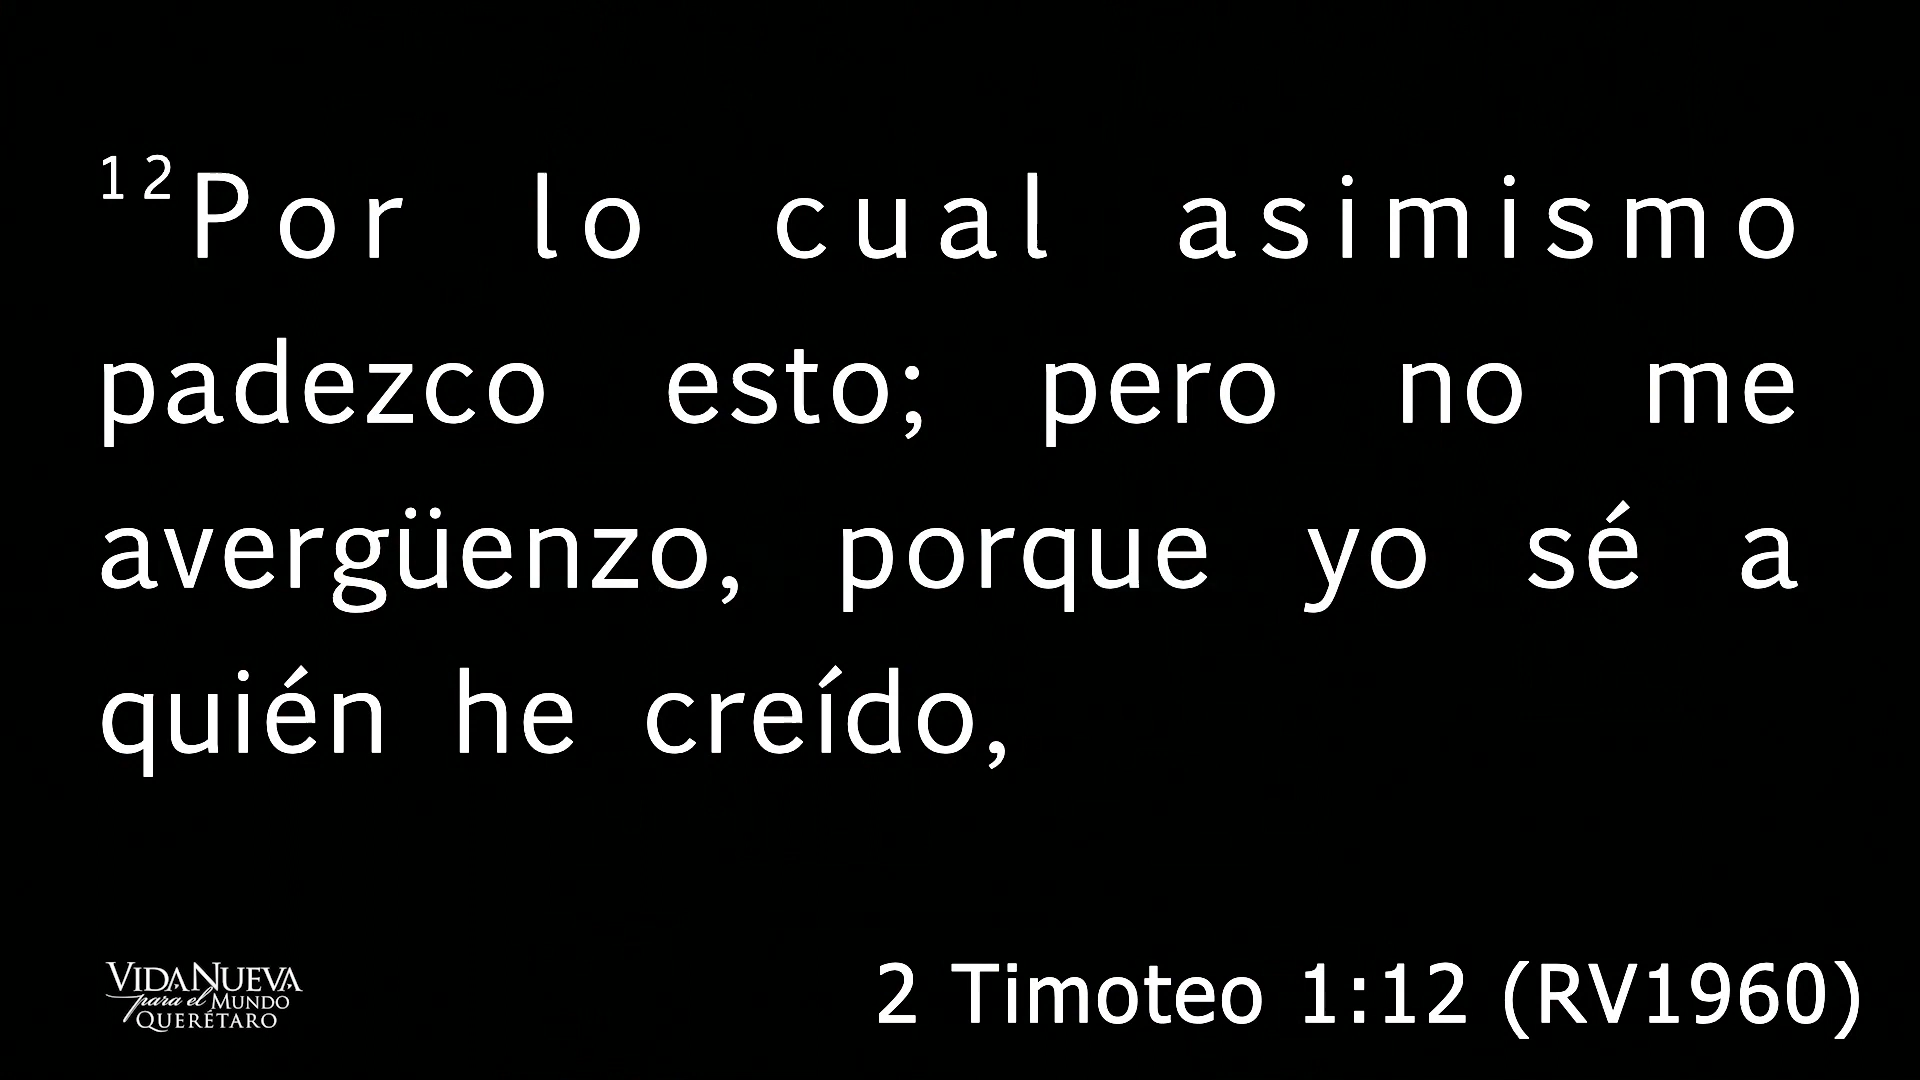 12Por lo cual asimismo
padezco esto; pero no me
avergüenzo, porque yo sé a
quién he creído,
VIDA NUEVA
para el MUNDO
QUERÉTARO
2 Timoteo 1:12 (RV1960)